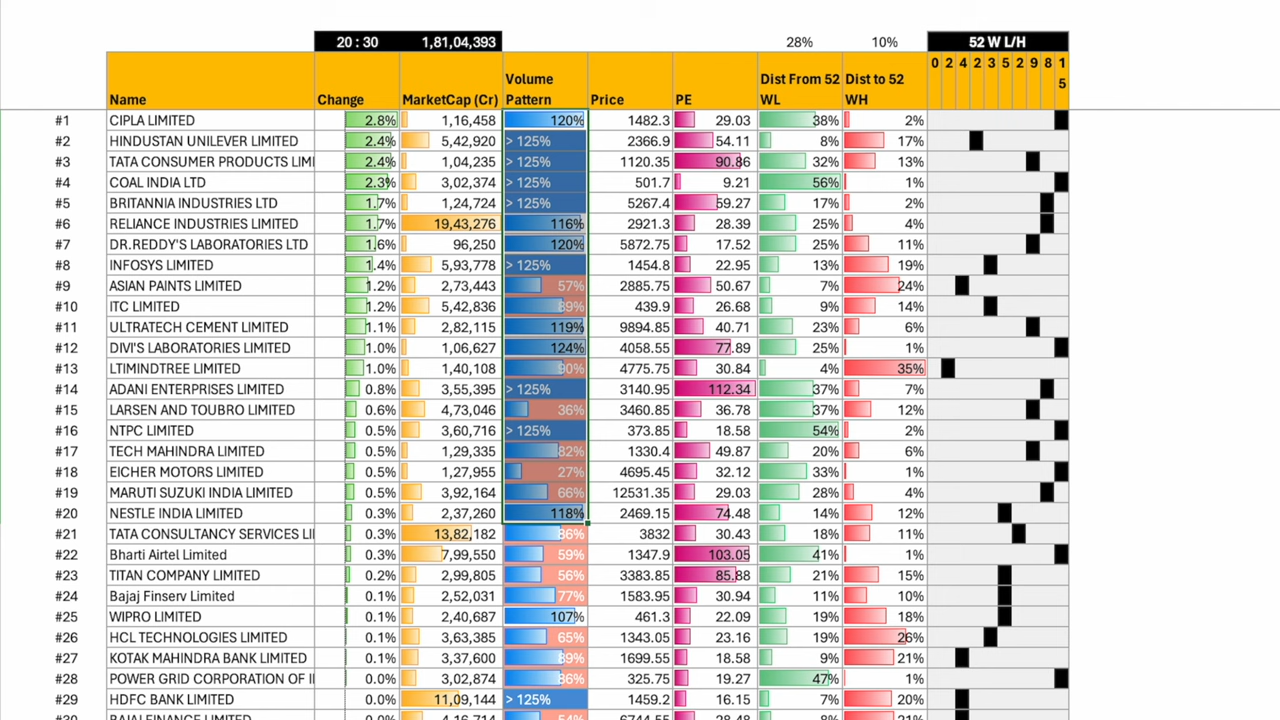 20 : 30 1,81,04,393 28% 10% 52 W L/H
0 2 4 2 3 5 2 9 8 1
5
Volume Dist From 52 Dist to 52
Name Change MarketCap (Cr) Pattern Price PE WL WH
#1 CIPLA LIMITED 2.8% 1,16,458 120% 1482.3 29.03 38% 2%
#2 HINDUSTAN UNILEVER LIMITED 2.4% 5,42,920 > 125% 2366.9 54.11 8% 17%
#3 TATA CONSUMER PRODUCTS LIMI 2.4% 1,04,235 > 125% 1120.35 90.86 32% 13%
#4 COAL INDIA LTD 2.3% 3,02,374 > 125% 501.7 9.21 56% 1%
#5 BRITANNIA INDUSTRIES LTD 1.7% 1,24,724 > 125% 5267.4 59.27 17% 2%
#6 RELIANCE INDUSTRIES LIMITED 1.7% 19,43,276 116% 2921.3 28.39 25% 4%
#7 DR.REDDY'S LABORATORIES LTD 1.6% 96,250 120% 5872.75 17.52 25% 11%
#8 INFOSYS LIMITED 1.4% 5,93,778 > 125% 1454.8 22.95 13% 19%
#9 ASIAN PAINTS LIMITED 1.2% 2,73,443 57% 2885.75 50.67 7% 24%
#10 ITC LIMITED 1.2% 5,42,836 89% 439.9 26.68 9% 14%
#11 ULTRATECH CEMENT LIMITED 1.1% 2,82,115 119% 9894.85 40.71 23% 6%
#12 DIVI'S LABORATORIES LIMITED 1.0% 1,06,627 124% 4058.55 77.89 25% 1%
#13 LTIMINDTREE LIMITED 1.0% 1,40,108 90% 4775.75 30.84 4% 35%
#14 ADANI ENTERPRISES LIMITED 0.8% 3,55,395 > 125% 3140.95 112.34 37% 7%
#15 LARSEN AND TOUBRO LIMITED 0.6% 4,73,046 36% 3460.85 36.78 37% 12%
#16 NTPC LIMITED 0.5% 3,60,716 > 125% 373.85 18.58 54% 2%
#17 TECH MAHINDRA LIMITED 0.5% 1,29,335 82% 1330.4 49.87 20% 6%
#18 EICHER MOTORS LIMITED 0.5% 1,27,955 27% 4695.45 32.12 33% 1%
#19 MARUTI SUZUKI INDIA LIMITED 0.5% 3,92,164 66% 12531.35 29.03 28% 4%
#20 NESTLE INDIA LIMITED 0.3% 2,37,260 118% 2469.15 74.48 14% 12%
#21 TATA CONSULTANCY SERVICES LI 0.3% 13,82,182 86% 3832 30.43 18% 11%
#22 Bharti Airtel Limited 0.3% 7,99,550 59% 1347.9 103.05 41% 1%
#23 TITAN COMPANY LIMITED 0.2% 2,99,805 56% 3383.85 85.88 21% 15%
#24 Bajaj Finserv Limited 0.1% 2,52,031 77% 1583.95 30.94 11% 10%
#25 WIPRO LIMITED 0.1% 2,40,687 107% 461.3 22.09 19% 18%
#26 HCL TECHNOLOGIES LIMITED 0.1% 3,63,385 65% 1343.05 23.16 19% 26%
#27 KOTAK MAHINDRA BANK LIMITED 0.1% 3,37,600 89% 1699.55 18.58 9% 21%
#28 POWER GRID CORPORATION OF I 0.0% 3,02,874 86% 325.75 19.27 47% 1%
#29 HDFC BANK LIMITED 0.0% 11,09,144 > 125% 1459.2 16.15 7% 20%
#30 BAJAJ FINANCE LIMITED 0.0% 4,16,714 54% 6744.55 28.48 8% 21%